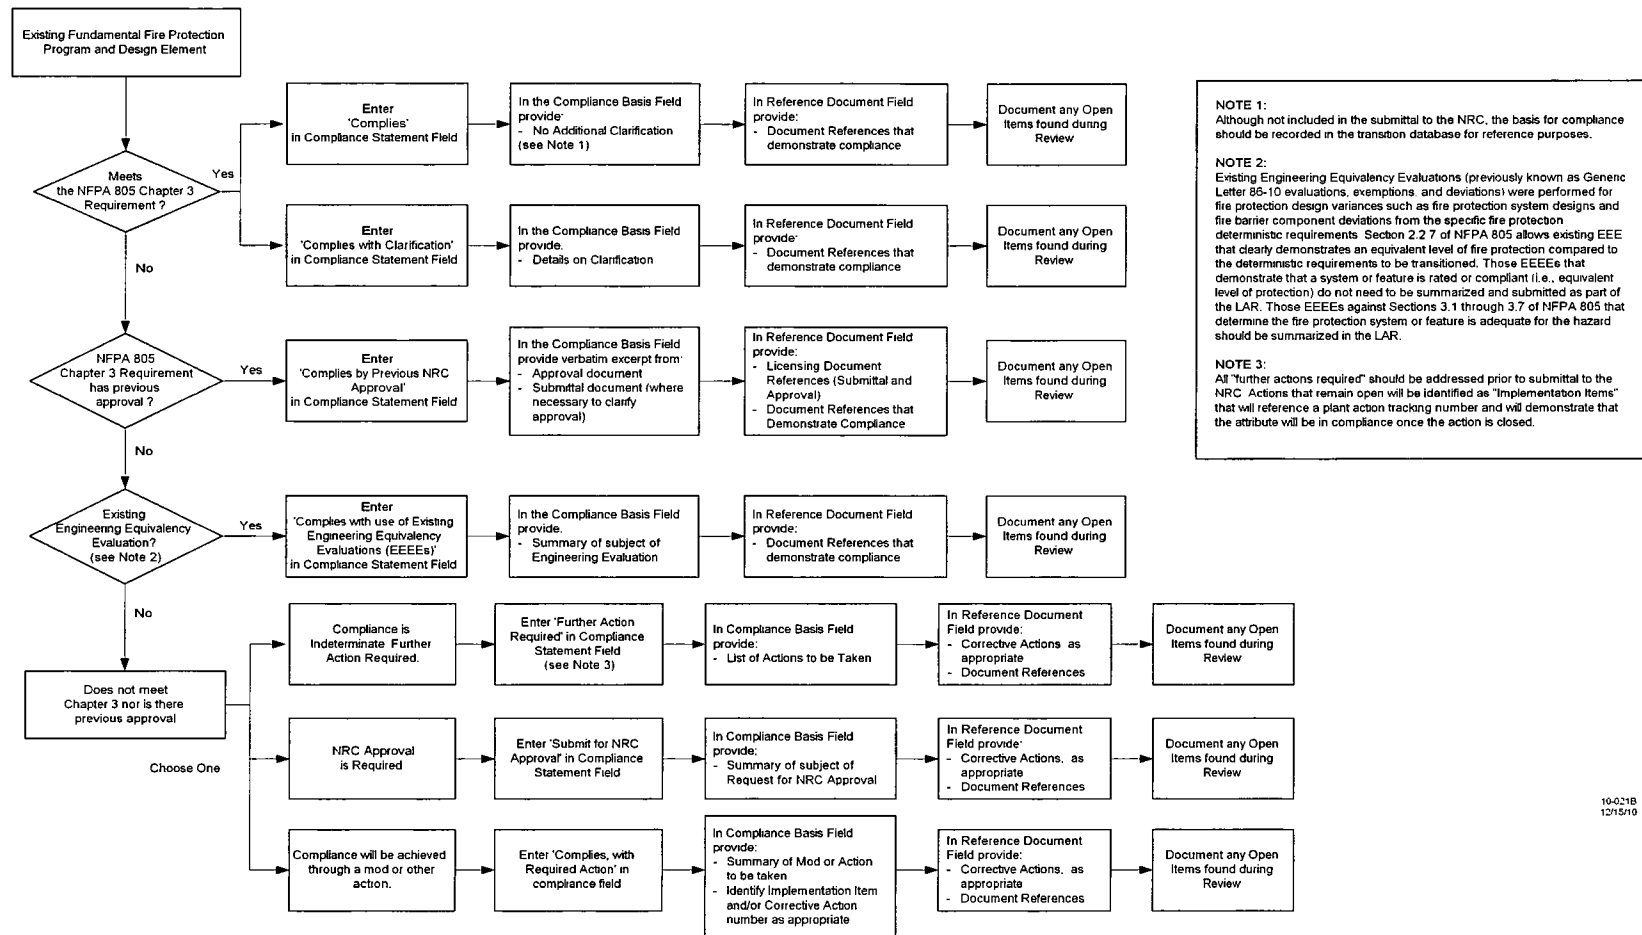 Existing Fundamental Fire Protection
Program and Design Element
Meets
the NFPA 805 Chapter 3
Requirement ?
Yes
No
Enter
'Complies'
in Compliance Statement Field
In the Compliance Basis Field
provide:
- No Additional Clarification
(see Note 1)
In Reference Document Field
provide:
- Document References that
demonstrate compliance
Document any Open
Items found during
Review
Enter
'Complies with Clarification'
in Compliance Statement Field
In the Compliance Basis Field
provide.
- Details on Clarification
In Reference Document Field
provide:
- Document References that
demonstrate compliance
Document any Open
Items found during
Review
NFPA 805
Chapter 3 Requirement
has previous
approval ?
Yes
No
Enter
'Complies by Previous NRC
Approval'
in Compliance Statement Field
In the Compliance Basis Field
provide verbatim excerpt from:
- Approval document
- Submittal document (where
necessary to clarify
approval)
In Reference Document Field
provide:
- Licensing Document
References (Submittal and
Approval)
- Document References that
Demonstrate Compliance
Document any Open
Items found during
Review
Existing
Engineering Equivalency
Evaluation?
(see Note 2)
Yes
No
Enter
'Complies with use of Existing
Engineering Equivalency
Evaluations (EEEEs)'
in Compliance Statement Field
In the Compliance Basis Field
provide.
- Summary of subject of
Engineering Evaluation
In Reference Document Field
provide:
- Document References that
demonstrate compliance
Document any Open
Items found during
Review
Does not meet
Chapter 3 nor is there
previous approval
Choose One
Compliance is
Indeterminate Further
Action Required.
Enter 'Further Action
Required' in Compliance
Statement Field
(see Note 3)
In Compliance Basis Field
provide:
- List of Actions to be Taken
In Reference Document
Field provide:
- Corrective Actions as
appropriate
- Document References
Document any Open
Items found during
Review
NRC Approval
is Required
Enter 'Submit for NRC
Approval' in Compliance
Statement Field
In Compliance Basis Field
provide;
- Summary of subject of
Request for NRC Approval
In Reference Document
Field provide:
- Corrective Actions, as
appropriate
- Document References
Document any Open
Items found during
Review
Compliance will be achieved
through a mod or other
action.
Enter 'Complies, with
Required Action' in
compliance field
In Compliance Basis Field
provide:
- Summary of Mod or Action
to be taken
- Identify Implementation Item
and/or Corrective Action
number as appropriate
In Reference Document
Field provide:
- Corrective Actions, as
appropriate
- Document References
Document any Open
Items found during
Review
NOTE 1:
Although not included in the submittal to the NRC, the basis for compliance
should be recorded in the transition database for reference purposes.
NOTE 2:
Existing Engineering Equivalency Evaluations (previously known as Generic
Letter 86-10 evaluations, exemptions, and deviations) were performed for
fire protection design variances such as fire protection system designs and
fire barrier component deviations from the specific fire protection
deterministic requirements Section 2.2 7 of NFPA 805 allows existing EEE
that clearly demonstrates an equivalent level of fire protection compared to
the deterministic requirements to be transitioned. Those EEEEs that
demonstrate that a system or feature is rated or compliant (i.e., equivalent
level of protection) do not need to be summarized and submitted as part of
the LAR. Those EEEEs against Sections 3.1 through 3.7 of NFPA 805 that
determine the fire protection system or feature is adequate for the hazard
should be summarized in the LAR.
NOTE 3:
All "further actions required" should be addressed prior to submittal to the
NRC Actions that remain open will be identified as "Implementation Items"
that will reference a plant action tracking number and will demonstrate that
the attribute will be in compliance once the action is closed.
10-021B
12/15/10